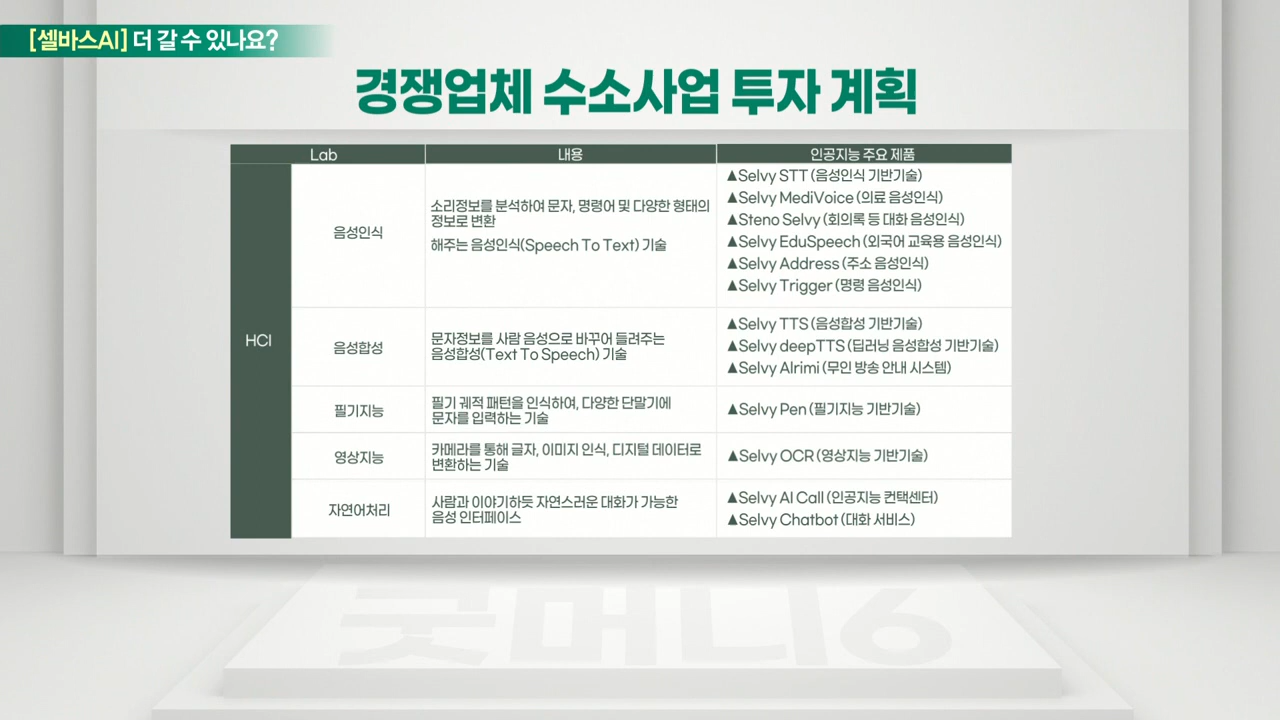 [셀바스AI] 더 갈 수 있나요?
경쟁업체 수소사업 투자 계획
Lab 내용 인공지능 주요 제품
HCI
음성인식
소리정보를 분석하여 문자, 명령어 및 다양한 형태의
정보로 변환
해주는 음성인식(Speech To Text) 기술
▲Selvy STT (음성인식 기반기술)
▲Selvy MediVoice (의료 음성인식)
▲Steno Selvy (회의록 등 대화 음성인식)
▲Selvy EduSpeech (외국어 교육용 음성인식)
▲Selvy Address (주소 음성인식)
▲Selvy Trigger (명령 음성인식)
음성합성
문자정보를 사람 음성으로 바꾸어 들려주는
음성합성(Text To Speech) 기술
▲Selvy TTS (음성합성 기반기술)
▲Selvy deepTTS (딥러닝 음성합성 기반기술)
▲Selvy AIrimi (무인 방송 안내 시스템)
필기지능
필기 궤적 패턴을 인식하여, 다양한 단말기에
문자를 입력하는 기술
▲Selvy Pen (필기지능 기반기술)
영상지능
카메라를 통해 글자, 이미지 인식, 디지털 데이터로
변환하는 기술
▲Selvy OCR (영상지능 기반기술)
자연어처리
사람과 이야기하듯 자연스러운 대화가 가능한
음성 인터페이스
▲Selvy AI Call (인공지능 컨택센터)
▲Selvy Chatbot (대화 서비스)
굿머니6